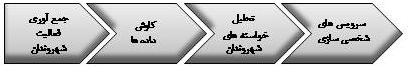 جمع آوری
فعالیت
شهروندان
کاوش
داده ها
تحلیل
خواسته های
شهروندان
سرویس های
شخصی سازی